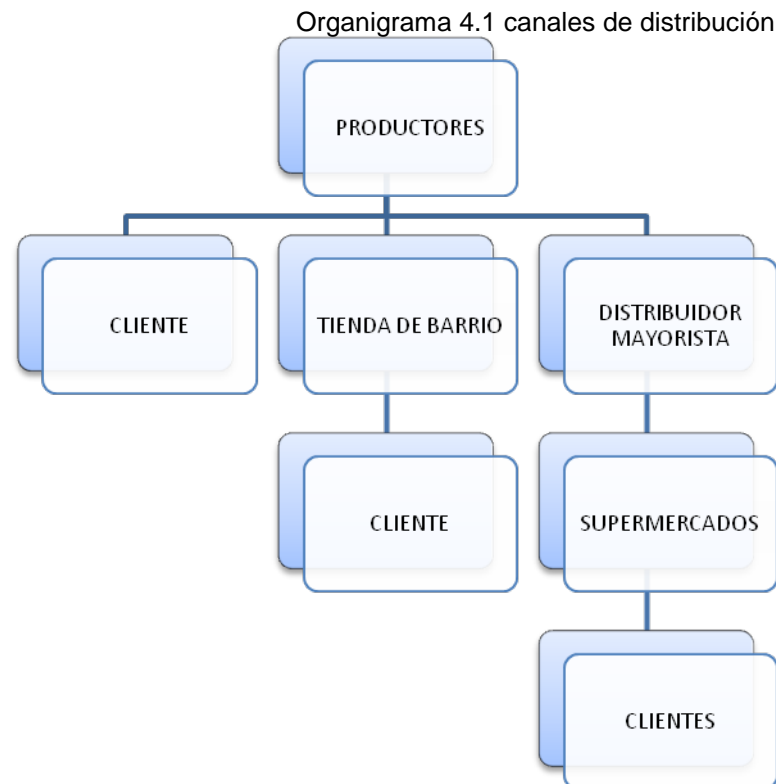 Organigrama 4.1 canales de distribución
PRODUCTORES
CLIENTE
TIENDA DE BARRIO
DISTRIBUIDOR
MAYORISTA
CLIENTE
SUPERMERCADOS
CLIENTES